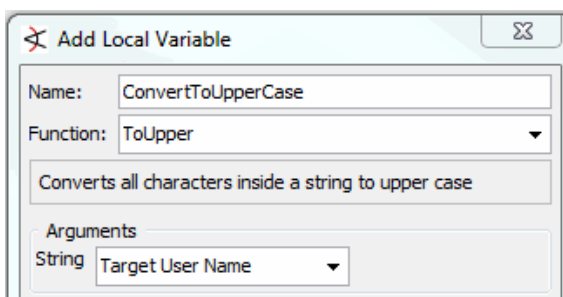 Add Local Variable
Name: ConvertToUpperCase
Function: ToUpper
Converts all characters inside a string to upper case
Arguments
String Target User Name